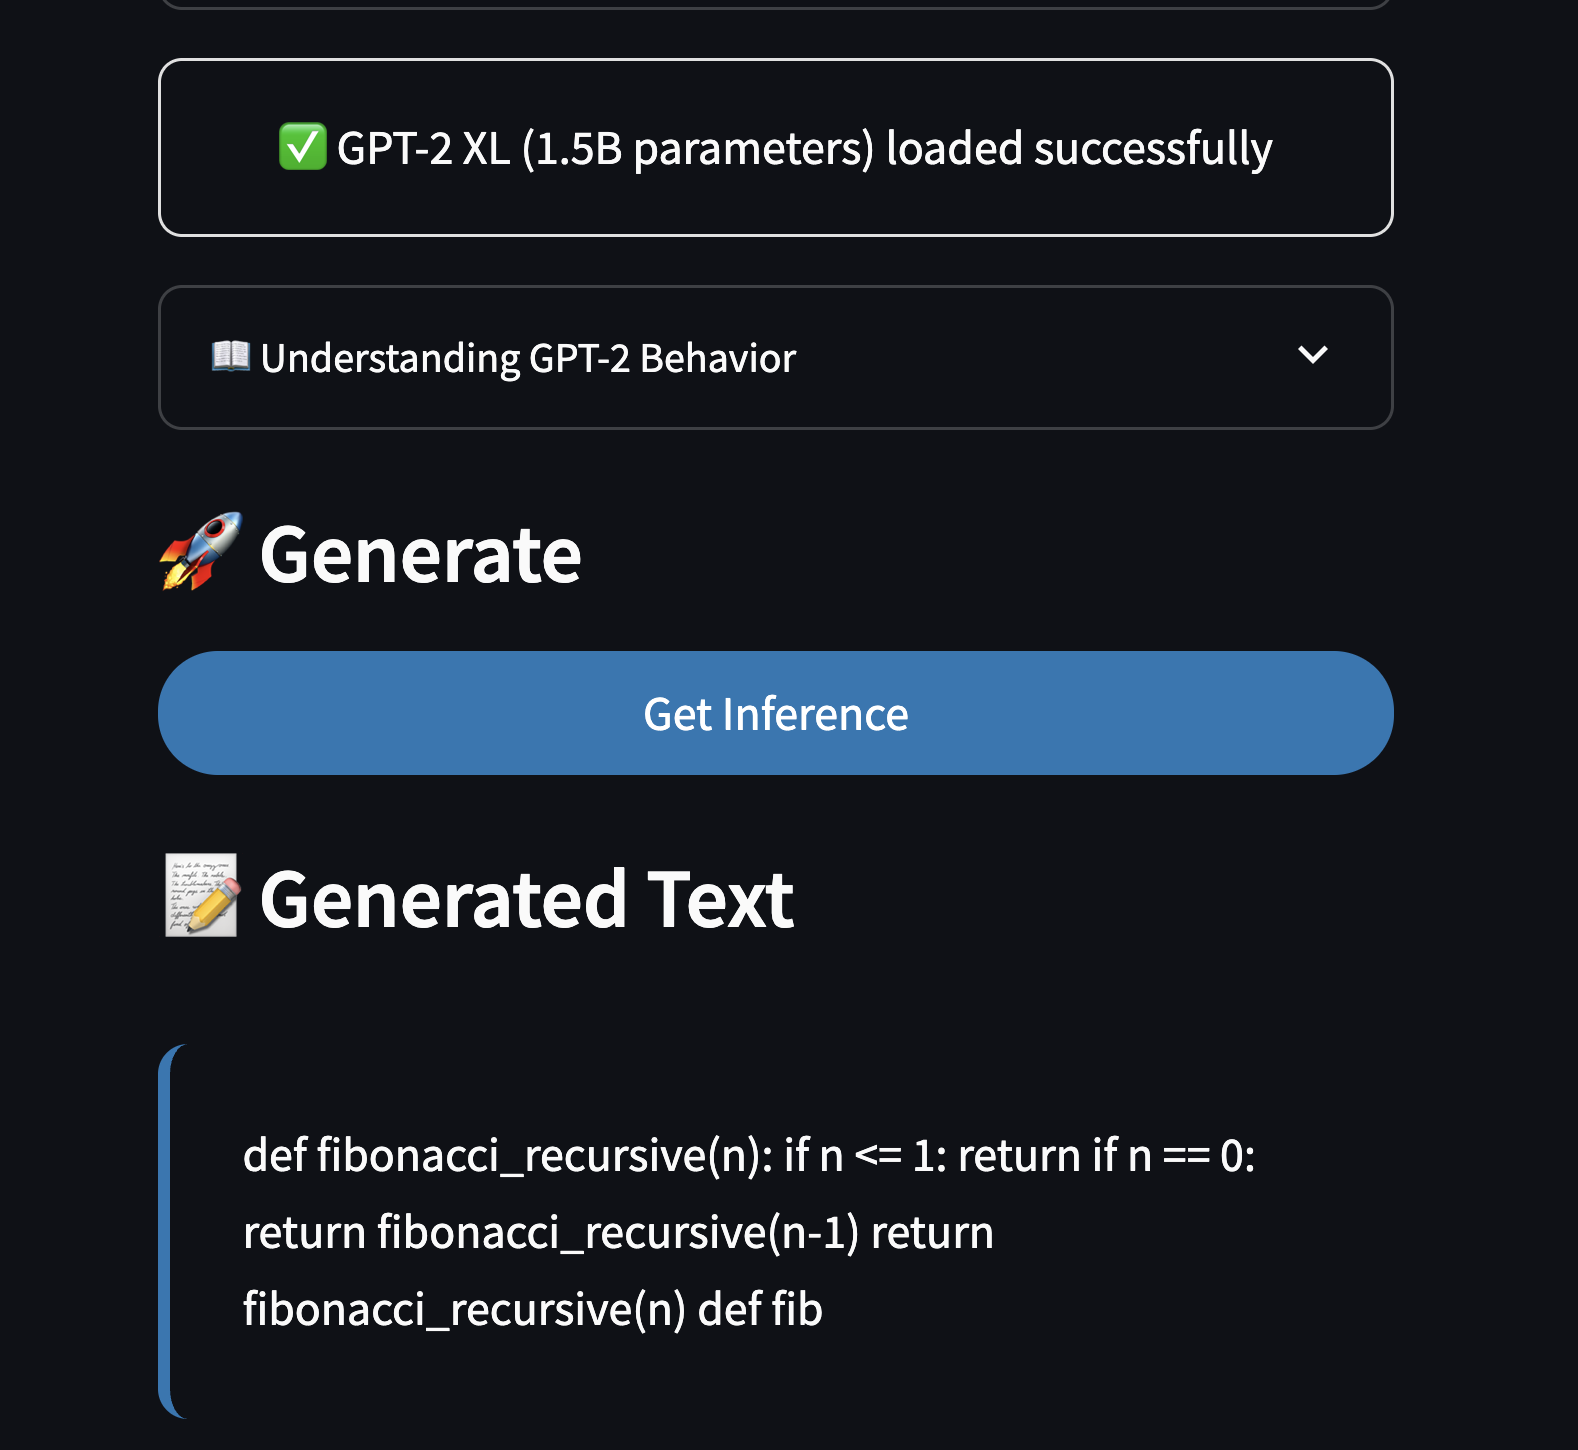 ✅ GPT-2 XL (1.5B parameters) loaded successfully
📖 Understanding GPT-2 Behavior
🚀 Generate
Get Inference
📝 Generated Text
def fibonacci_recursive(n): if n <= 1: return if n == 0:
return fibonacci_recursive(n-1) return
fibonacci_recursive(n) def fib